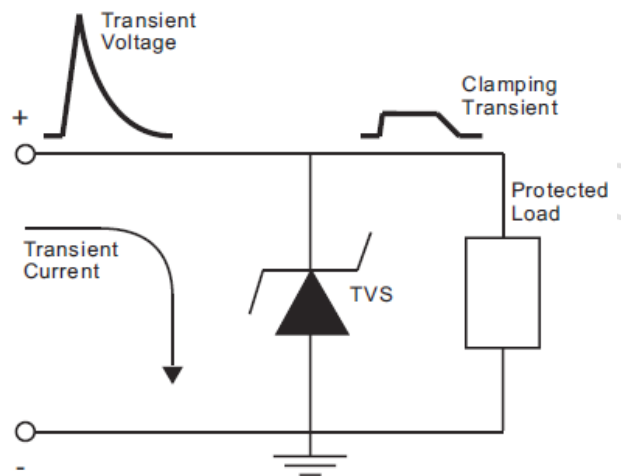 Transient
Voltage
Clamping
Transient
+
Protected
Load
Transient
Current
TVS
-